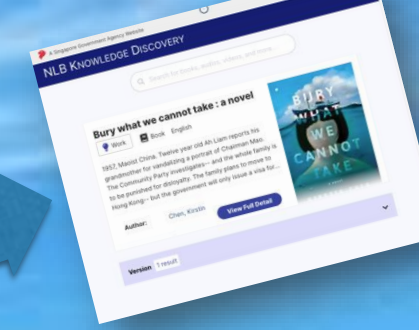 A Singapore Government Agency Website
NLB KNOWLEDGE DISCOVERY
Search for books, audios, videos, and more...
Bury what we cannot take : a novel
Work Book English
1957, Maoist China. Twelve year old Ah Liam reports his
grandmother for vandalizing a portrait of Chairman Mao.
The Community Party investigates-- and the whole family is
to be punished for disloyalty. The family plans to move to
Hong Kong-- but the government will only issue a visa for...
Author: Chen, Kirstin View Full Detail
BURY
WHAT
WE
CANNOT
TAKE
Version 1 result